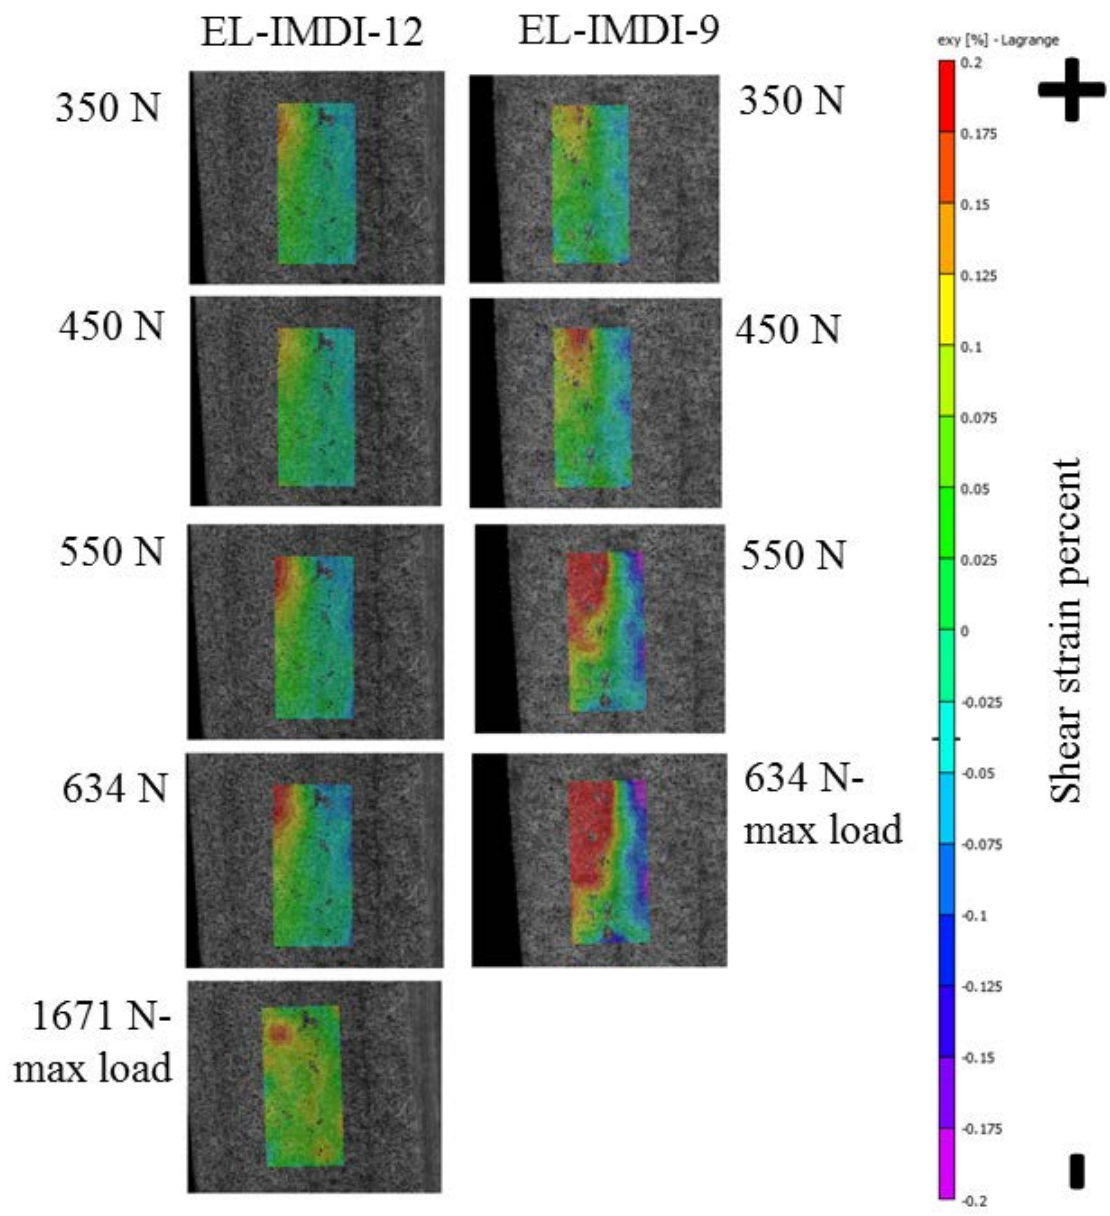 EL-IMDI-12
EL-IMDI-9
350 N
350 N
450 N
450 N
550 N
550 N
634 N
634 N-
max load
1671 N-
max load
exy [%] - Lagrange
0.2
0.175
0.15
0.125
0.1
0.075
0.05
0.025
0
-0.025
-0.05
-0.075
-0.1
-0.125
-0.15
-0.175
-0.2
+
Shear strain percent
-